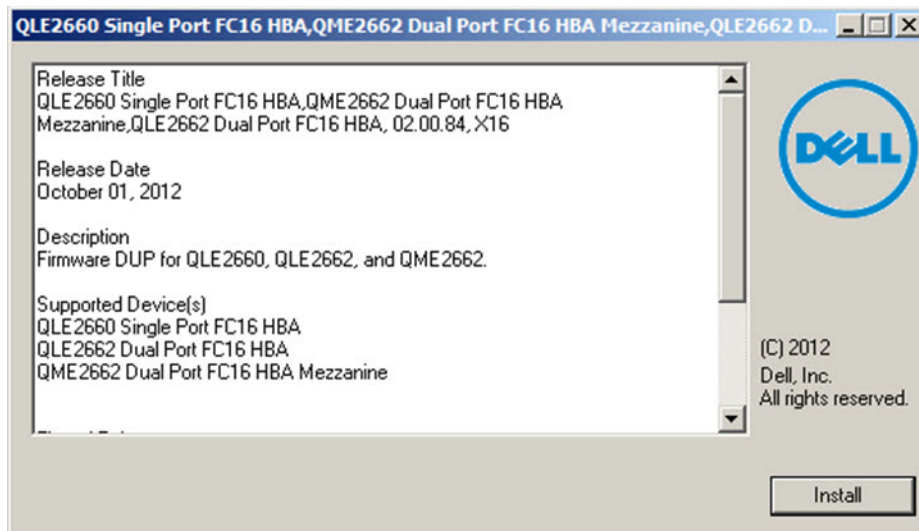 QLE2660 Single Port FC16 HBA,QME2662 Dual Port FC16 HBA Mezzanine,QLE2662 D...
Release Title
QLE2660 Single Port FC16 HBA,QME2662 Dual Port FC16 HBA
Mezzanine,QLE2662 Dual Port FC16 HBA, 02.00.84, X16
Release Date
October 01, 2012
Description
Firmware DUP for QLE2660, QLE2662, and QME2662.
Supported Device(s)
QLE2660 Single Port FC16 HBA
QLE2662 Dual Port FC16 HBA
QME2662 Dual Port FC16 HBA Mezzanine
DELL
(C) 2012
Dell, Inc.
All rights reserved.
Install